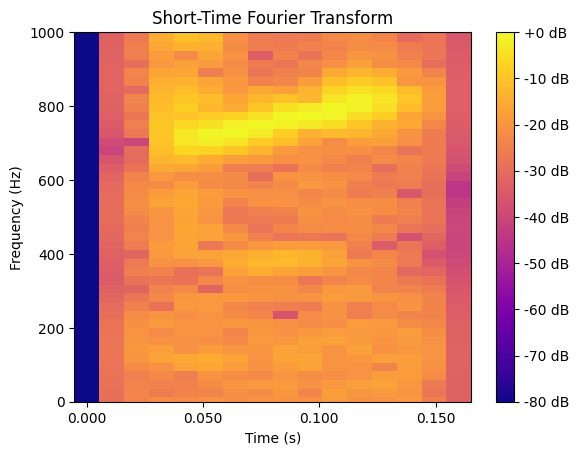 Short-Time Fourier Transform
Frequency (Hz)
1000
800
600
400
200
0
0.000
0.050
0.100
0.150
Time (s)
+0 dB
-10 dB
-20 dB
-30 dB
-40 dB
-50 dB
-60 dB
-70 dB
-80 dB